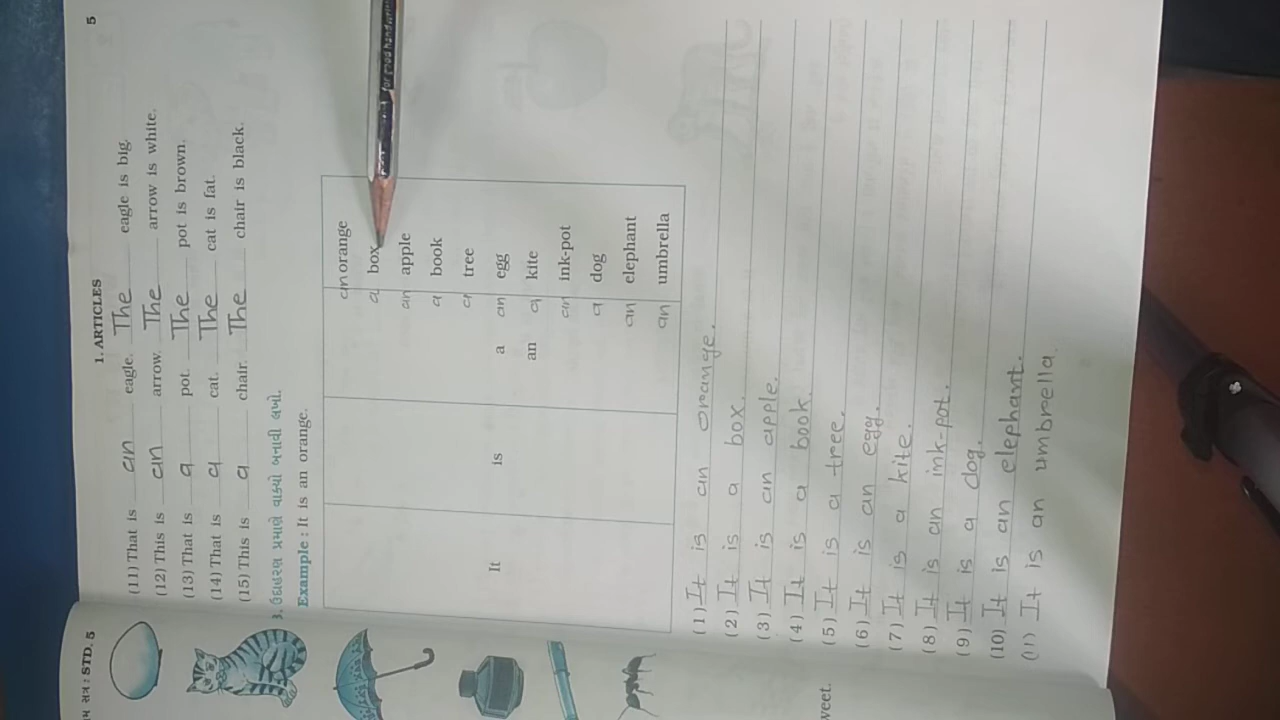 1. ARTICLES 5
(11) That is an eagle. The eagle is big.
(12) This is an arrow. The arrow is white.
(13) That is a pot. The pot is brown.
(14) That is a cat. The cat is fat.
(15) This is a chair. The chair is black.
3. ઉદાહરણ પ્રમાણે વાક્યો બનાવી લખો.
Example : It is an orange.
an orange
a box
an apple
a book
a tree
It is a an egg
an a kite
an ink-pot
a dog
an elephant
an umbrella
(1) It is an orange.
(2) It is a box.
(3) It is an apple.
(4) It is a book.
(5) It is a tree.
(6) It is an egg.
(7) It is a kite.
(8) It is an ink-pot.
(9) It is a dog.
(10) It is an elephant.
(11) It is an umbrella.
સત્ર : STD. 5
weet.
for good handwri